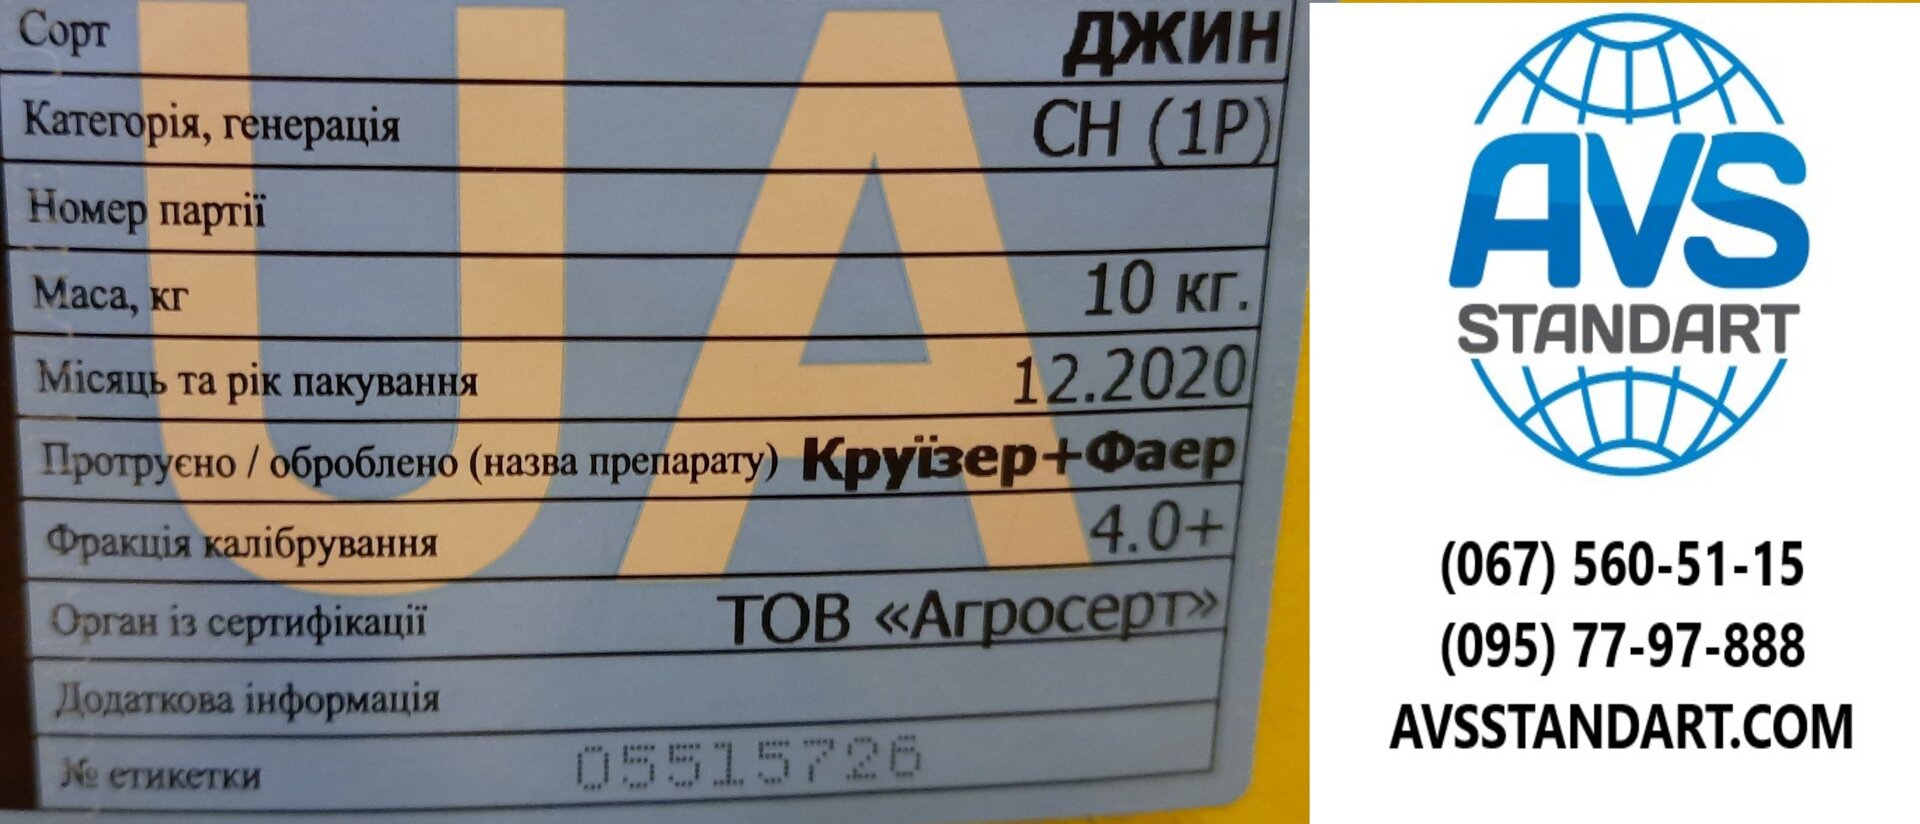 Сорт ДЖИН
Категорія, генерація СН (1Р)
Номер партії
Маса, кг 10 кг.
Місяць та рік пакування 12.2020
Протруєно / оброблено (назва препарату) Круїзер+Фаер
Фракція калібрування 4.0+
Орган із сертифікації ТОВ «Агросерт»
Додаткова інформація
№ етикетки 05515726
UA
AVS
STANDART
(067) 560-51-15
(095) 77-97-888
AVSSTANDART.COM